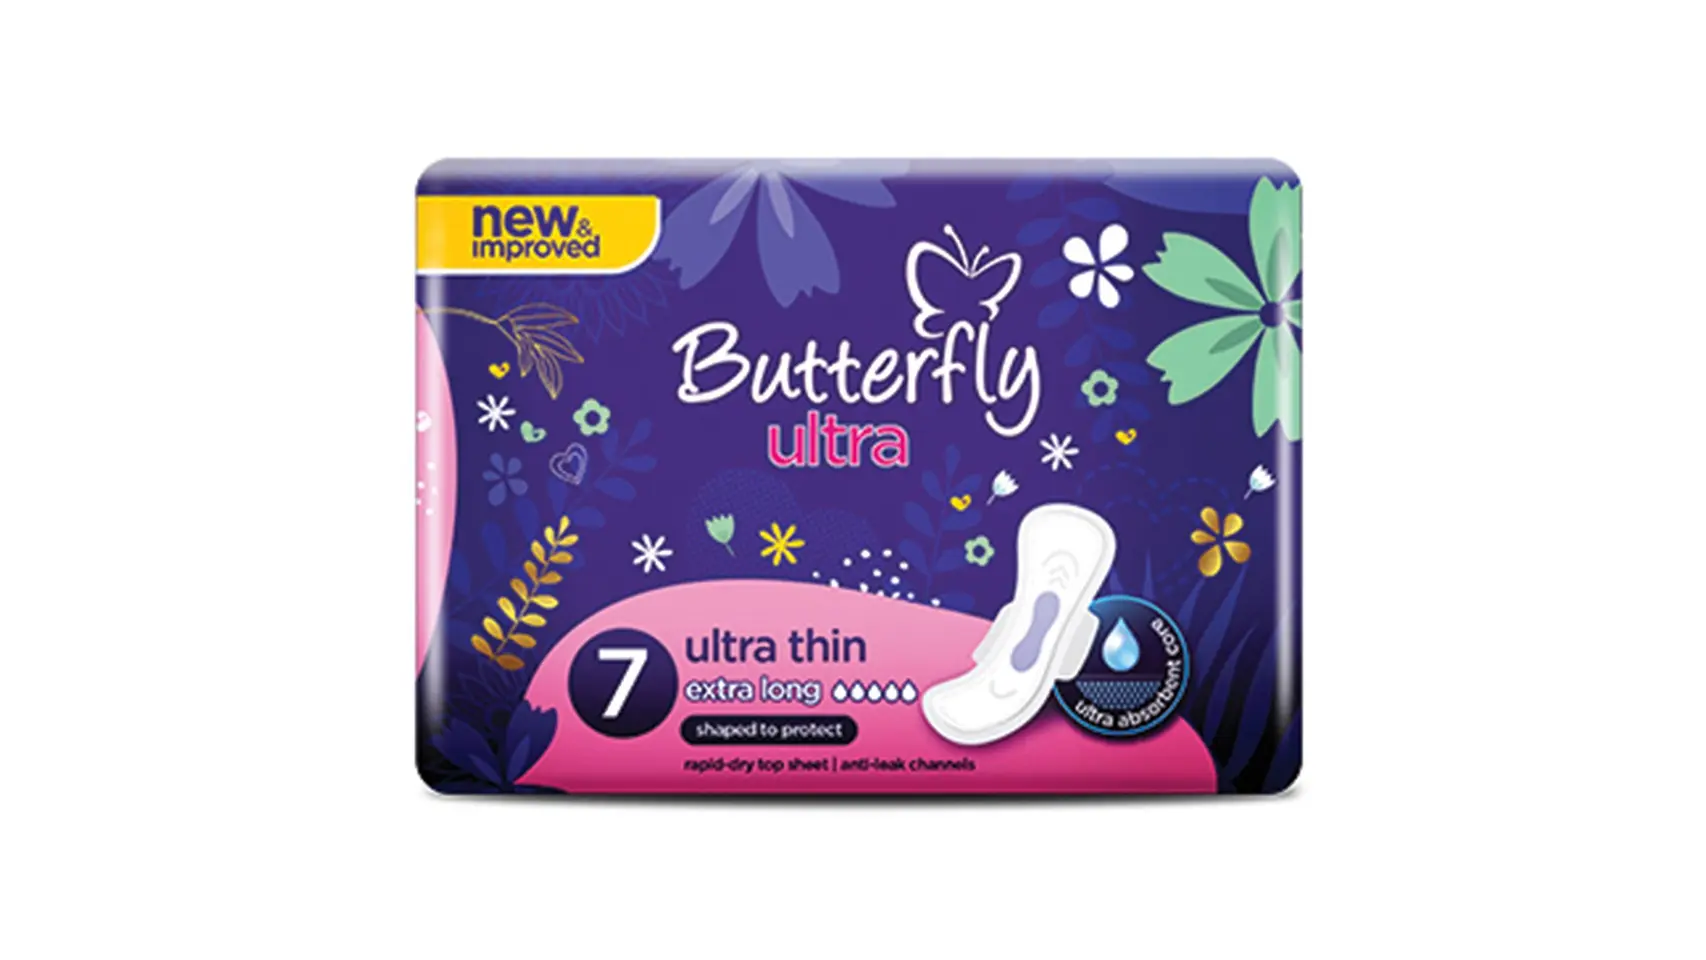 new &
improved
Butterfly
ultra
7
ultra thin
extra long
shaped to protect
rapid-dry top sheet | anti-leak channels
ultra absorbent core